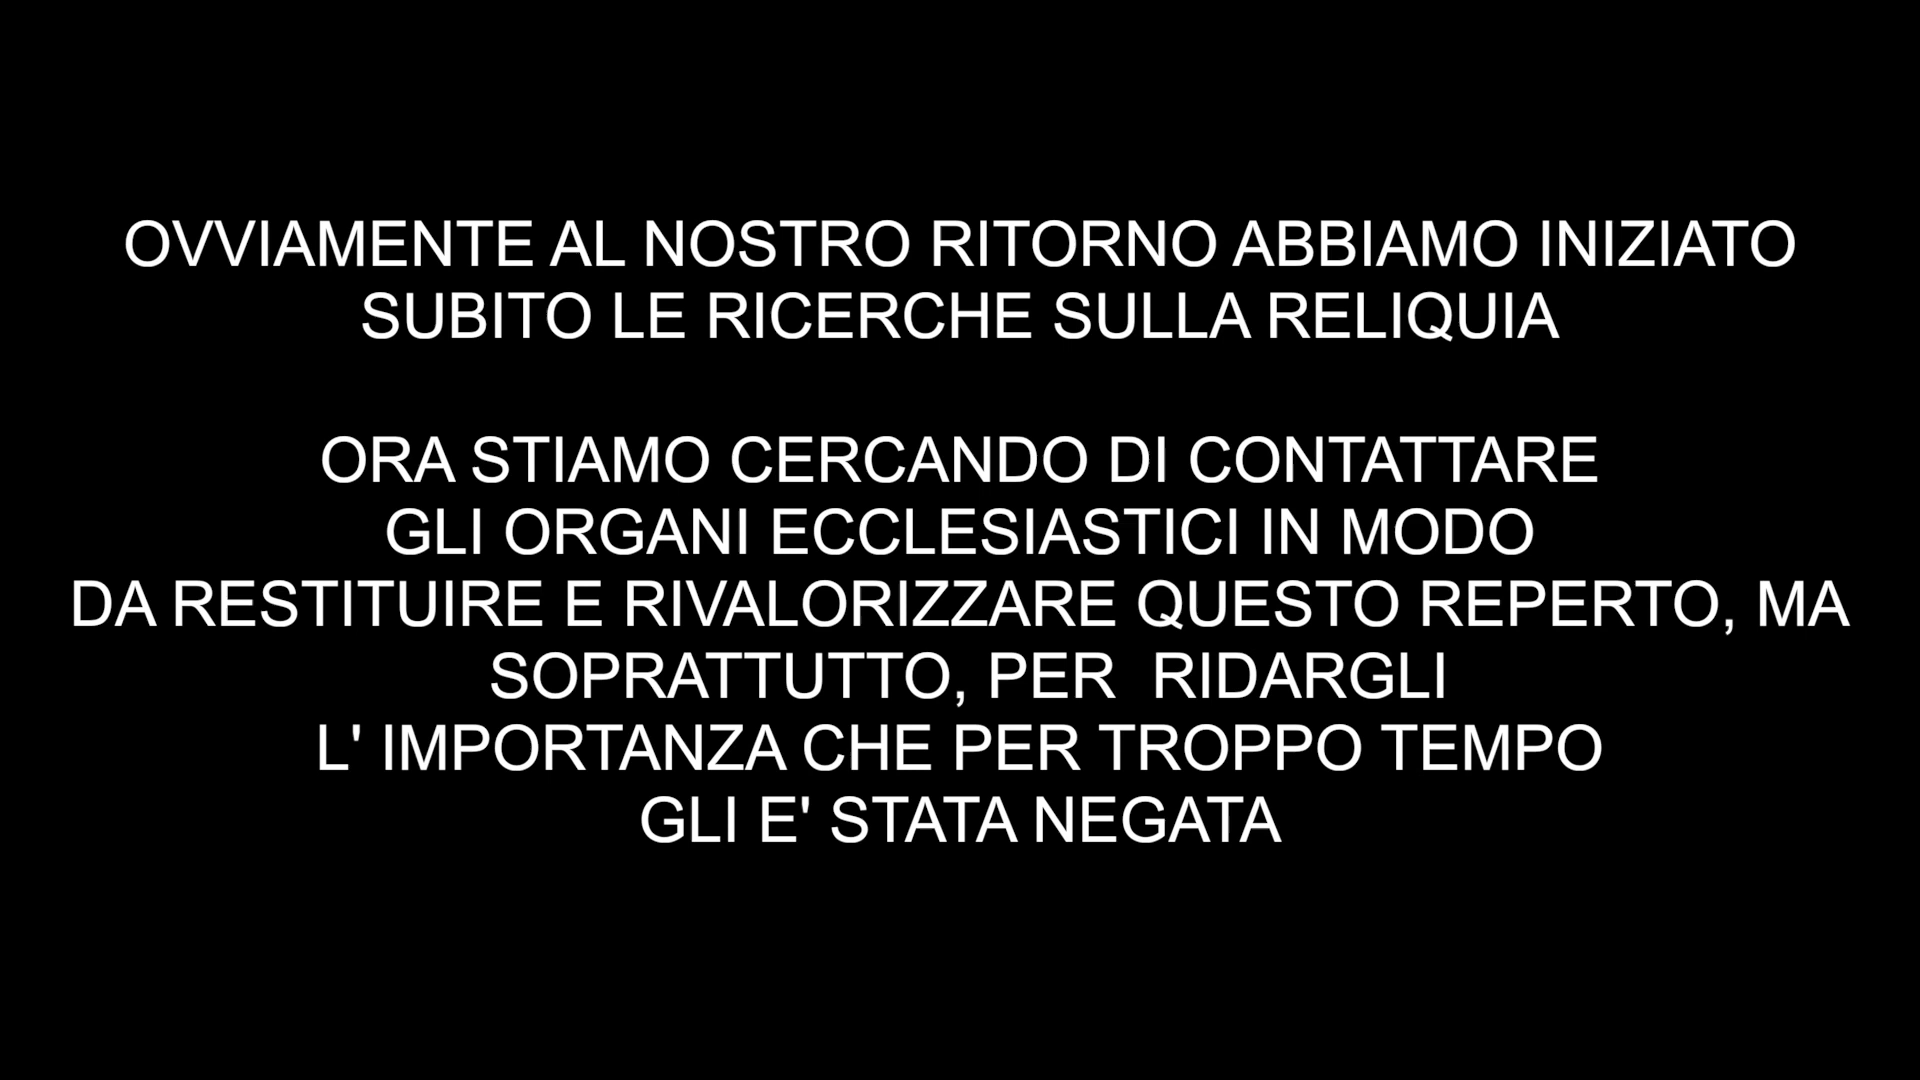 OVVIAMENTE AL NOSTRO RITORNO ABBIAMO INIZIATO
SUBITO LE RICERCHE SULLA RELIQUIA
ORA STIAMO CERCANDO DI CONTATTARE
GLI ORGANI ECCLESIASTICI IN MODO
DA RESTITUIRE E RIVALORIZZARE QUESTO REPERTO, MA
SOPRATTUTTO, PER  RIDARGLI
L' IMPORTANZA CHE PER TROPPO TEMPO
GLI E' STATA NEGATA